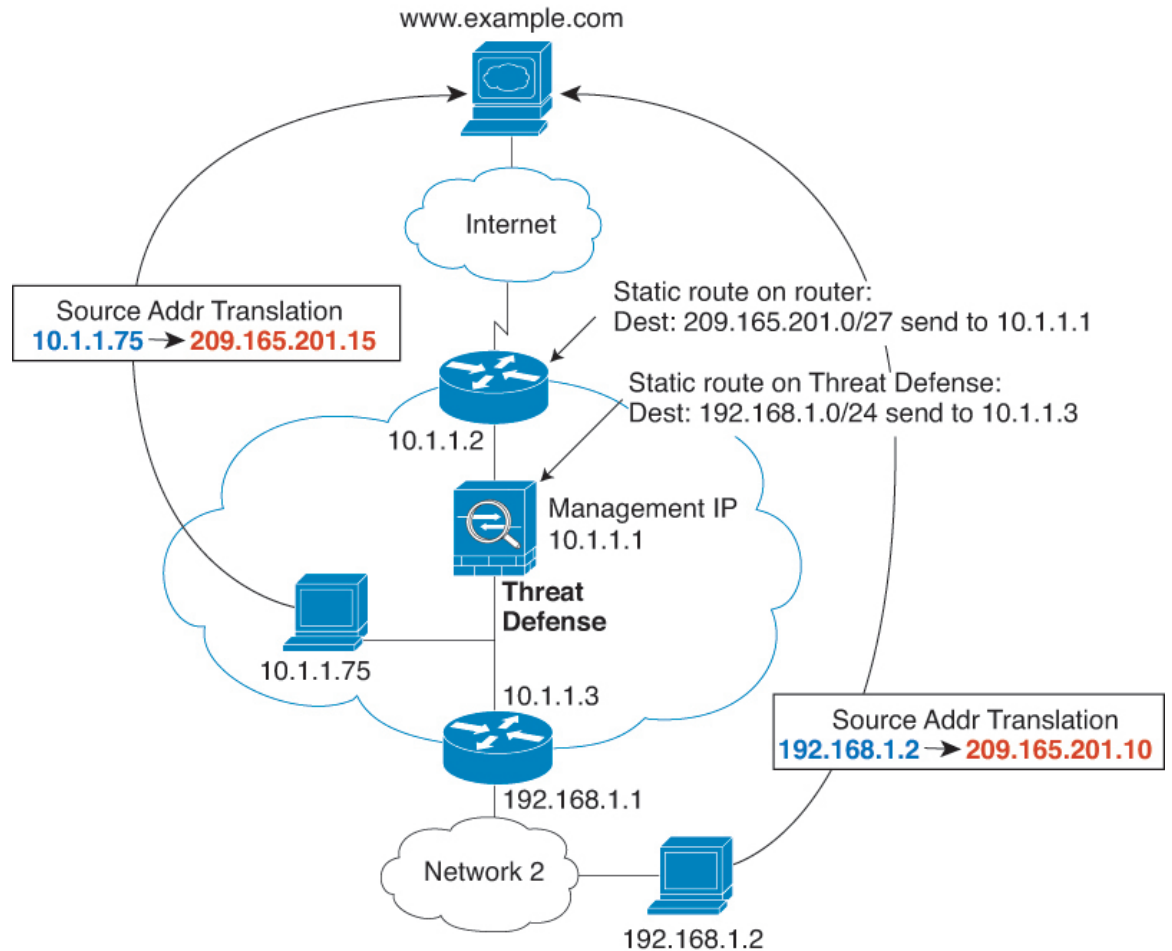 www.example.com
Internet
Source Addr Translation
10.1.1.75 → 209.165.201.15
Static route on router:
Dest: 209.165.201.0/27 send to 10.1.1.1
Static route on Threat Defense:
Dest: 192.168.1.0/24 send to 10.1.1.3
10.1.1.2
Management IP
10.1.1.1
Threat
Defense
10.1.1.75
10.1.1.3
Source Addr Translation
192.168.1.2 → 209.165.201.10
192.168.1.1
Network 2
192.168.1.2